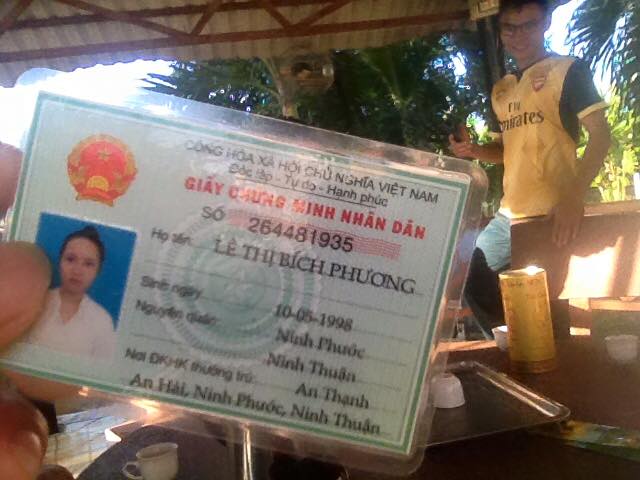 CỘNG HÒA XÃ HỘI CHỦ NGHĨA VIỆT NAM
Độc lập - Tự do - Hạnh phúc
GIẤY CHỨNG MINH NHÂN DÂN
SỐ 264481935
Họ tên: LÊ THỊ BÍCH PHƯƠNG
Sinh ngày: 10-05-1998
Nguyên quán: Ninh Phước
Ninh Thuận
Nơi ĐKHK thường trú: An Thạnh
An Hải, Ninh Phước, Ninh Thuận
Fly
Emirates